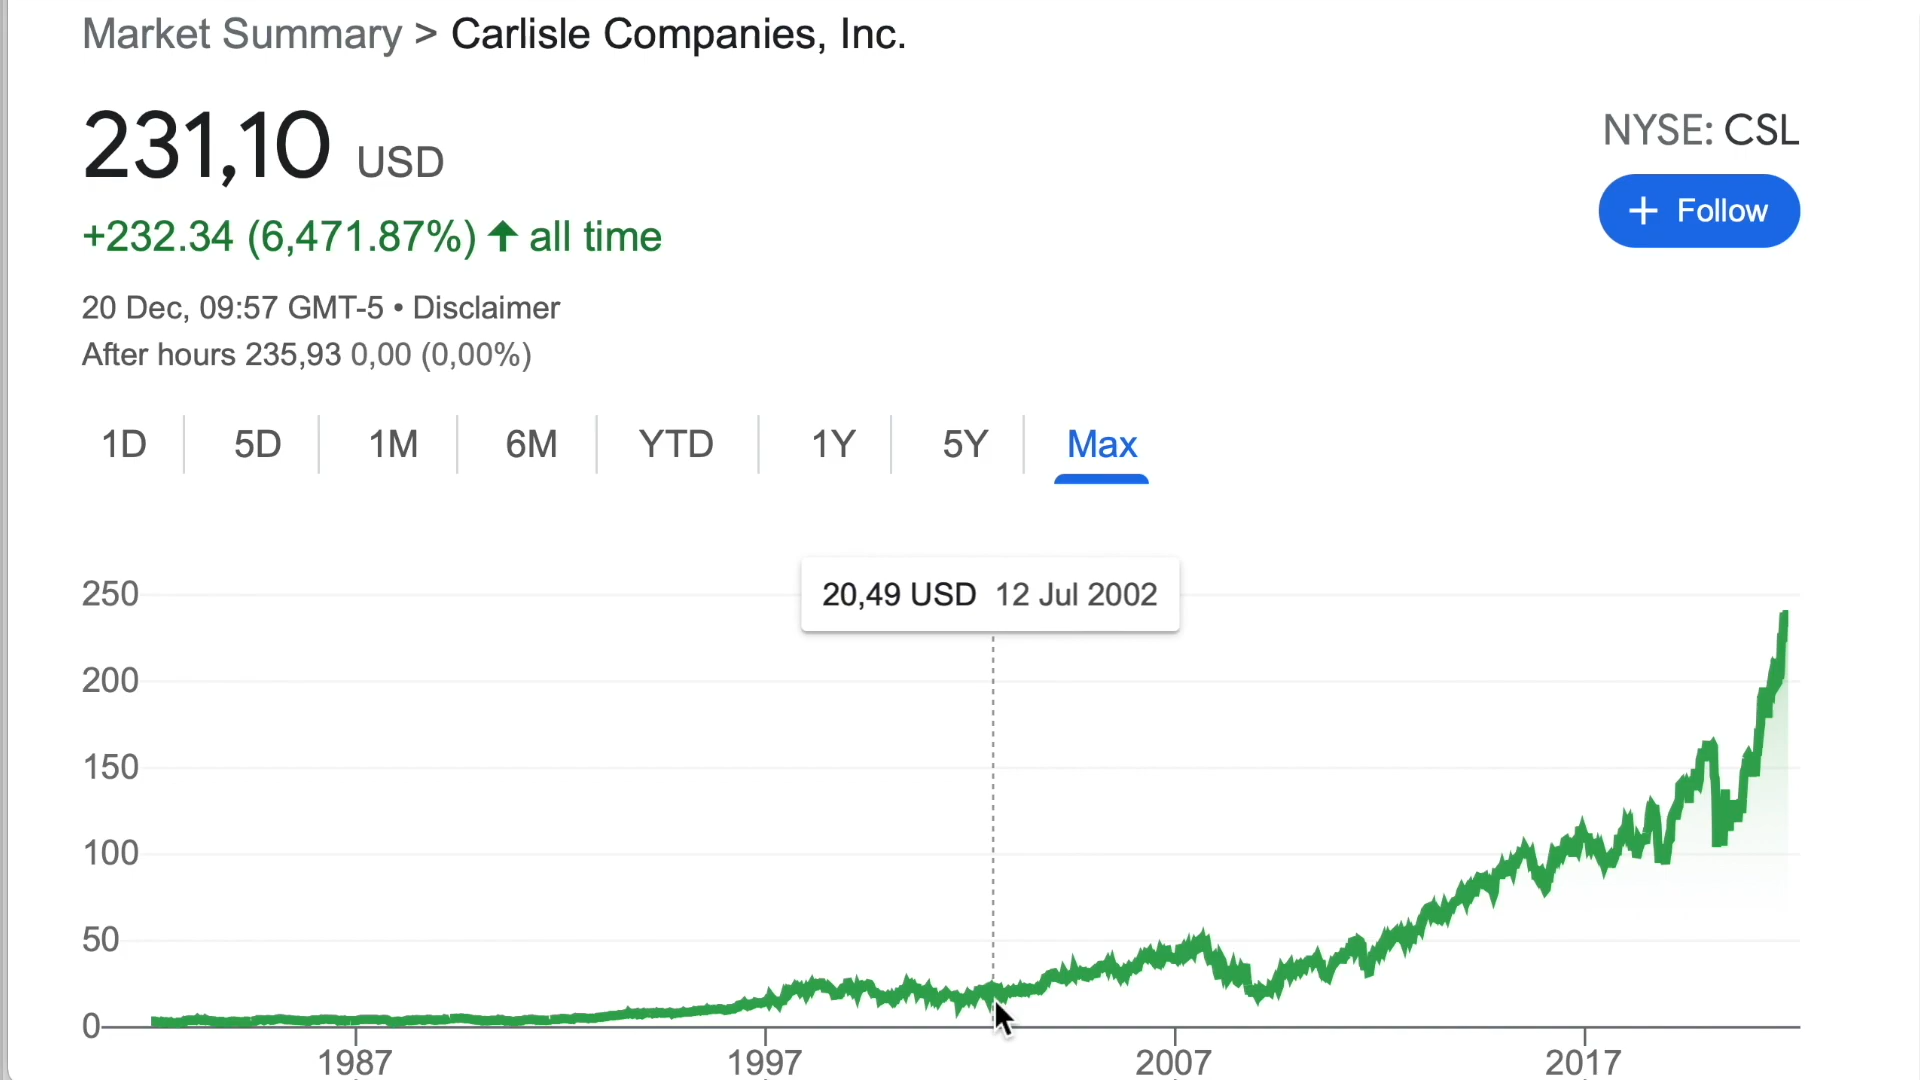 Market Summary > Carlisle Companies, Inc.
231,10 USD
NYSE: CSL
+ Follow
+232.34 (6,471.87%) ↑ all time
20 Dec, 09:57 GMT-5 • Disclaimer
After hours 235,93 0,00 (0,00%)
1D 5D 1M 6M YTD 1Y 5Y Max
20,49 USD 12 Jul 2002
250
200
150
100
50
0
1987 1997 2007 2017